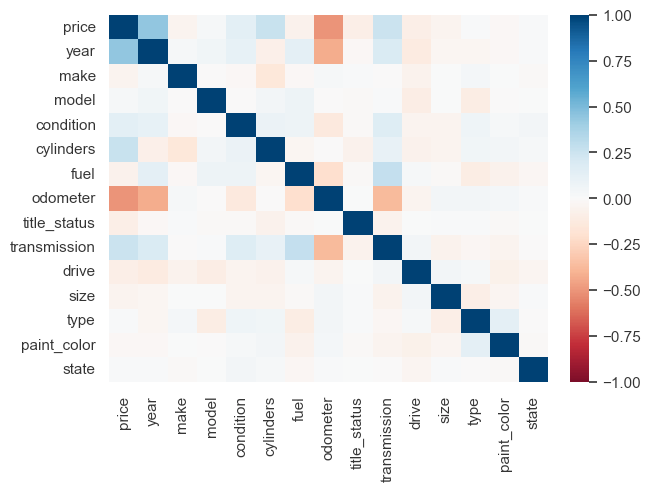 price
year
make
model
condition
cylinders
fuel
odometer
title_status
transmission
drive
size
type
paint_color
state
price
year
make
model
condition
cylinders
fuel
odometer
title_status
transmission
drive
size
type
paint_color
state
1.00
0.75
0.50
0.25
0.00
−0.25
−0.50
−0.75
−1.00